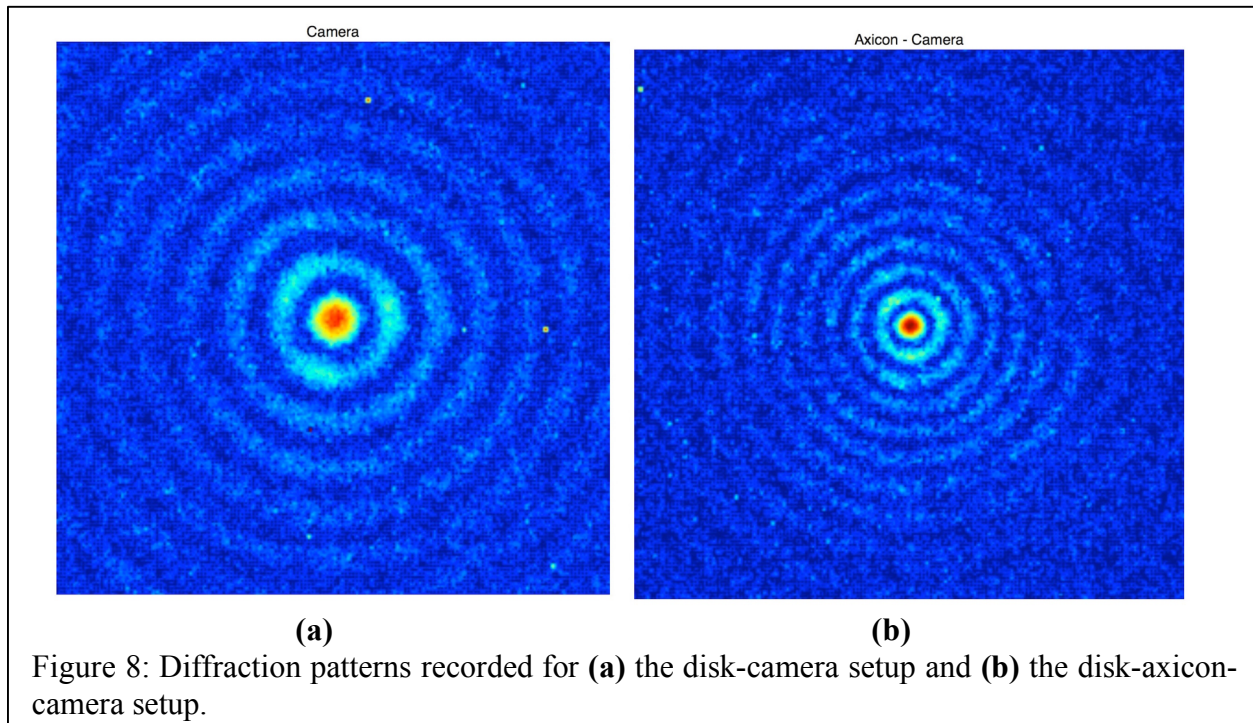 Camera
Axicon - Camera
(a)
(b)
Figure 8: Diffraction patterns recorded for (a) the disk-camera setup and (b) the disk-axicon-
camera setup.